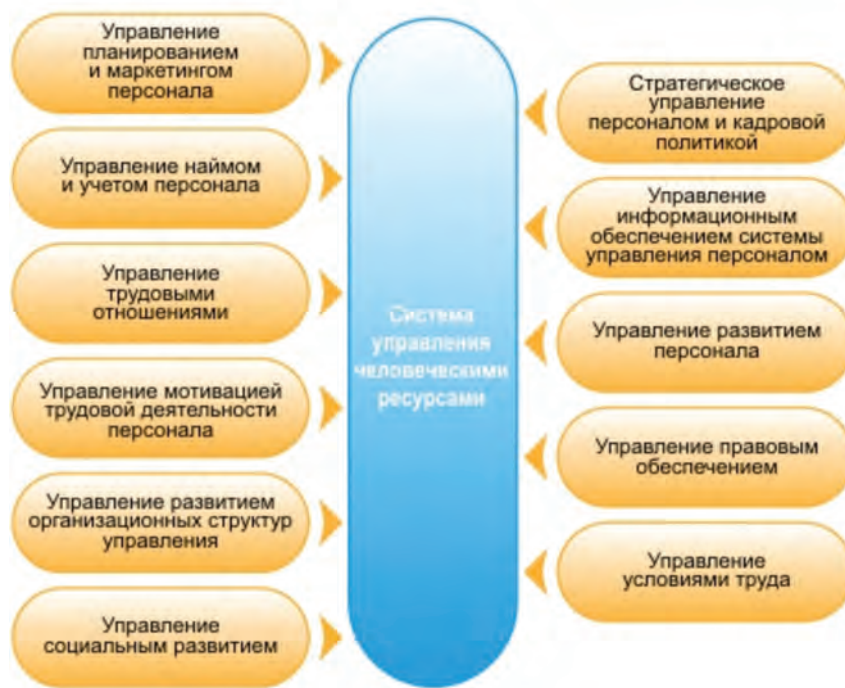 Управление
планированием
и маркетингом
персонала
Управление наймом
и учетом персонала
Управление
трудовыми
отношениями
Управление мотивацией
трудовой деятельности
персонала
Управление развитием
организационных структур
управления
Управление
социальным развитием
Система
управления
человеческими
ресурсами
Стратегическое
управление
персоналом и кадровой
политикой
Управление
информационным
обеспечением системы
управления персоналом
Управление развитием
персонала
Управление правовым
обеспечением
Управление
условиями труда